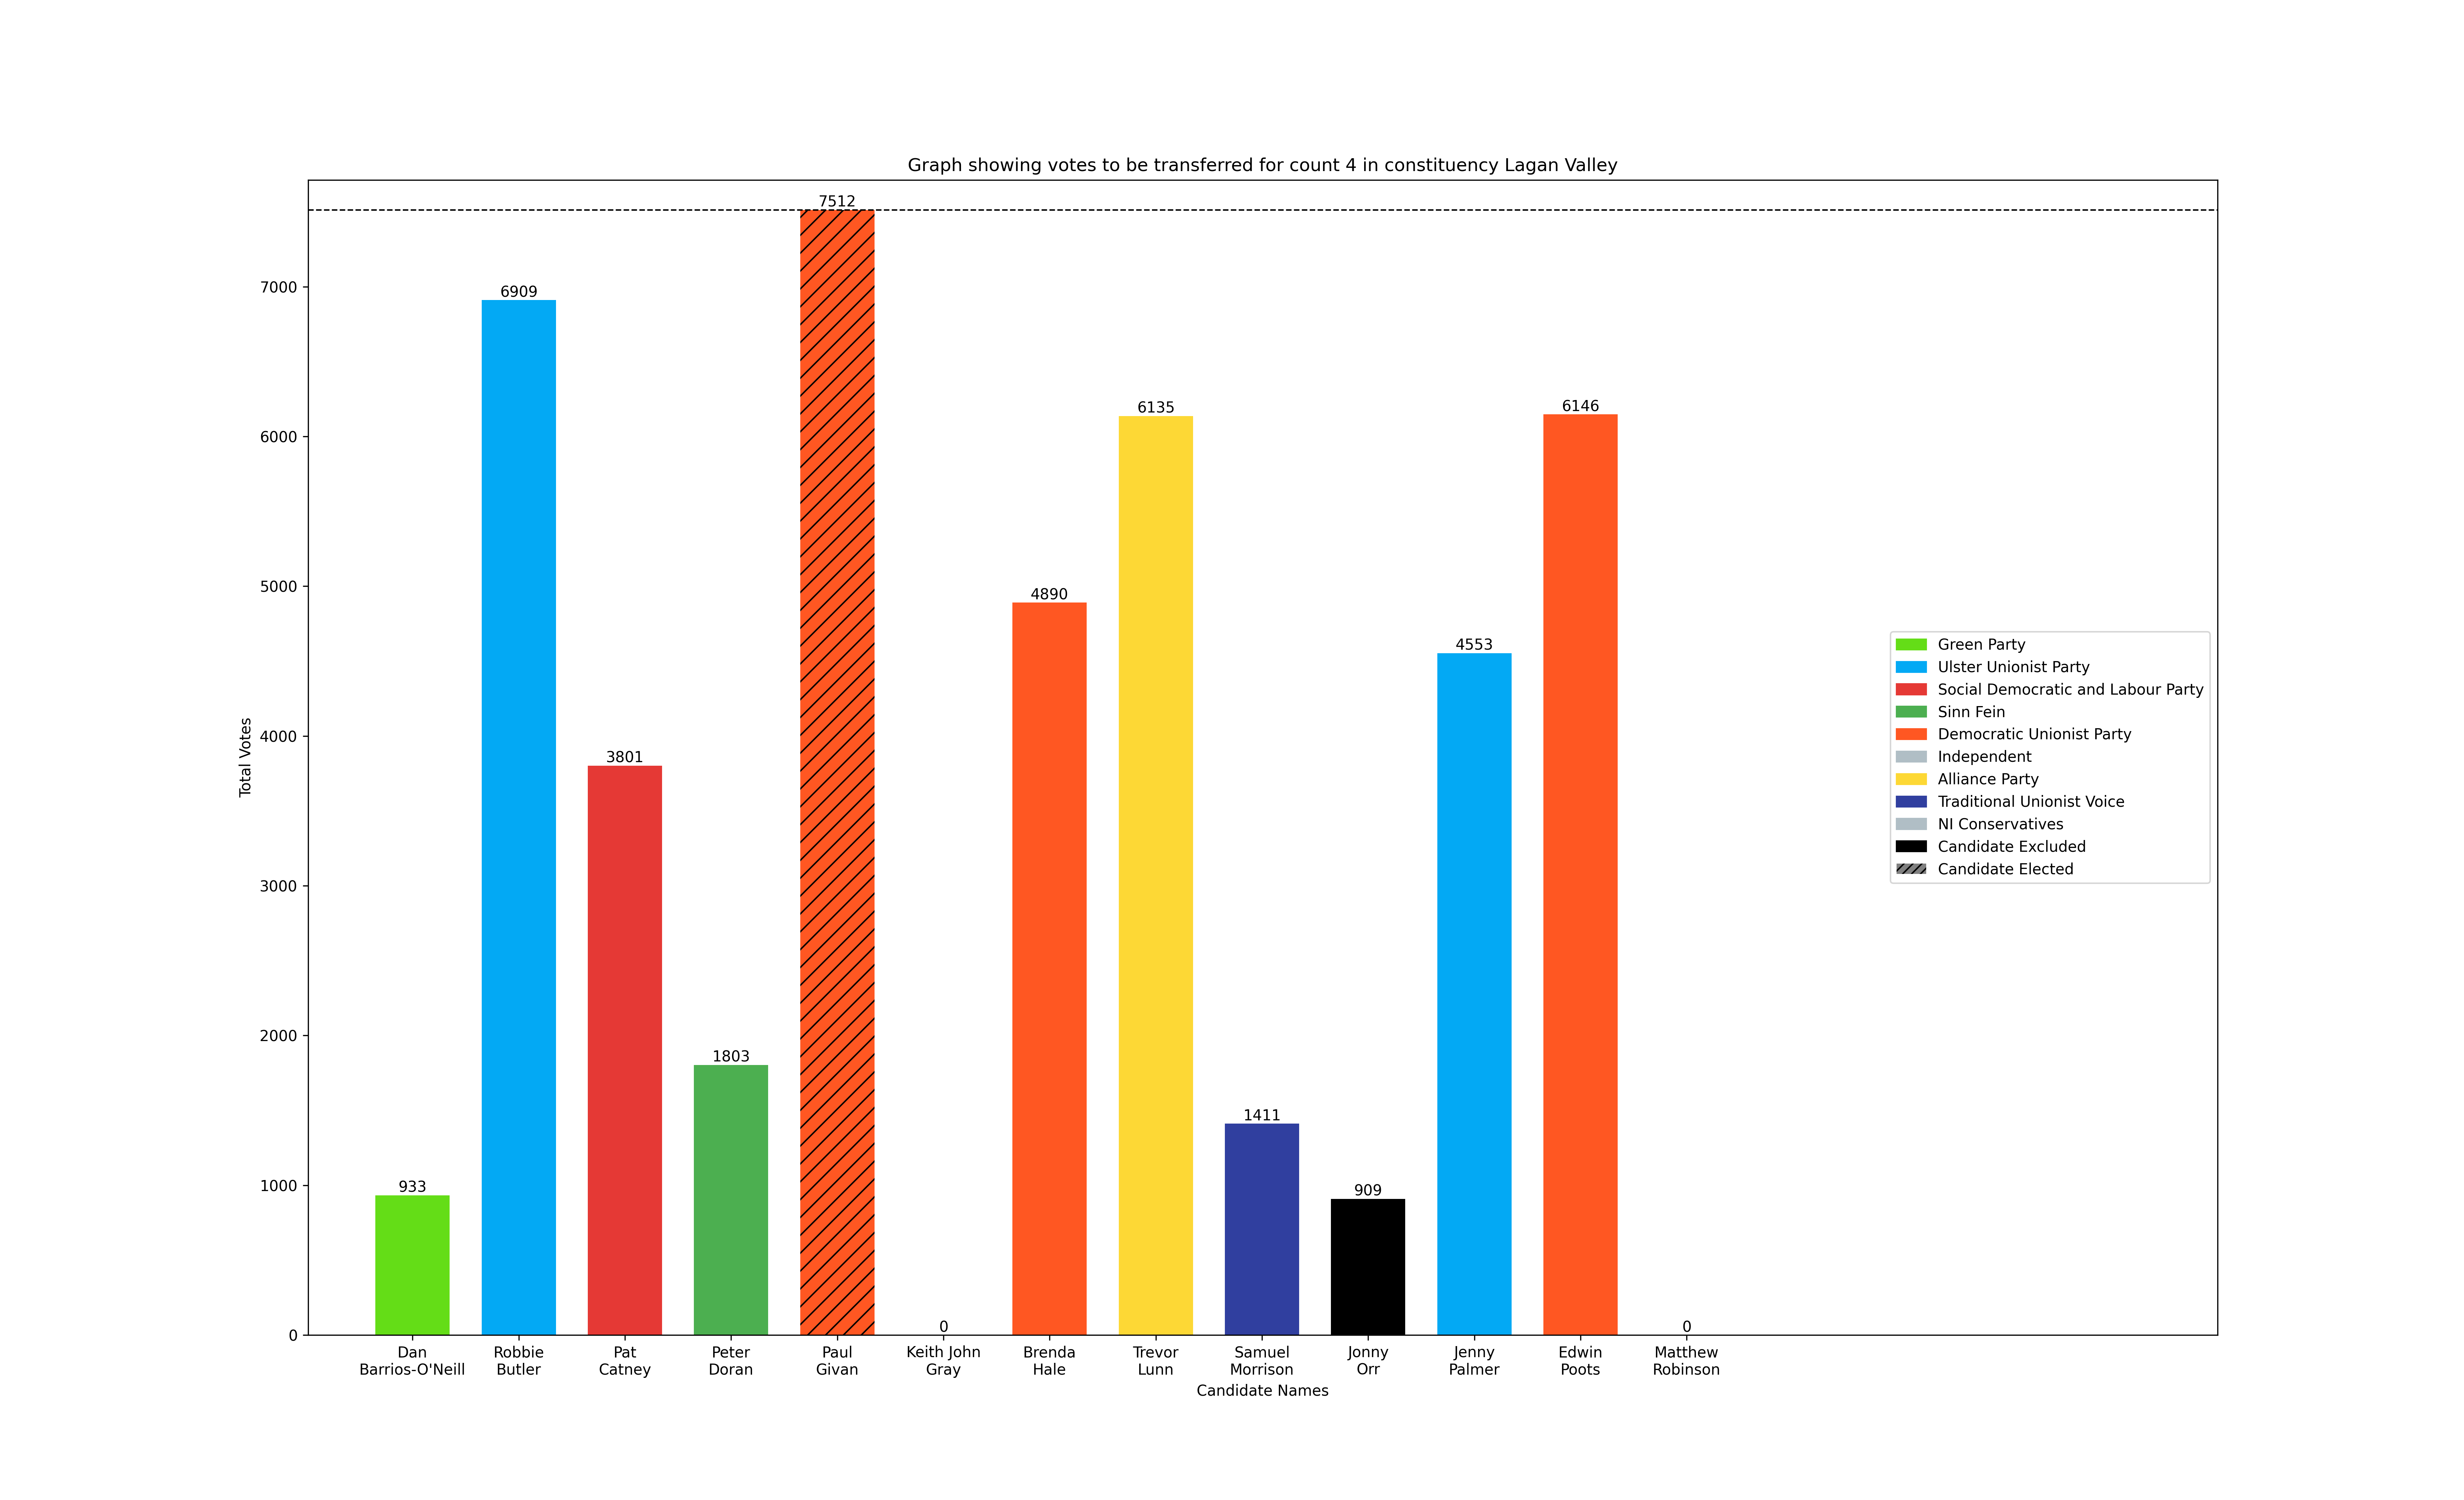 Graph showing votes to be transferred for count 4 in constituency Lagan Valley
Total Votes
7000
6000
5000
4000
3000
2000
1000
0
933
6909
3801
1803
7512
0
4890
6135
1411
909
4553
6146
0
Dan
Barrios-O'Neill
Robbie
Butler
Pat
Catney
Peter
Doran
Paul
Givan
Keith John
Gray
Brenda
Hale
Trevor
Lunn
Samuel
Morrison
Jonny
Orr
Jenny
Palmer
Edwin
Poots
Matthew
Robinson
Candidate Names
Green Party
Ulster Unionist Party
Social Democratic and Labour Party
Sinn Fein
Democratic Unionist Party
Independent
Alliance Party
Traditional Unionist Voice
NI Conservatives
Candidate Excluded
Candidate Elected